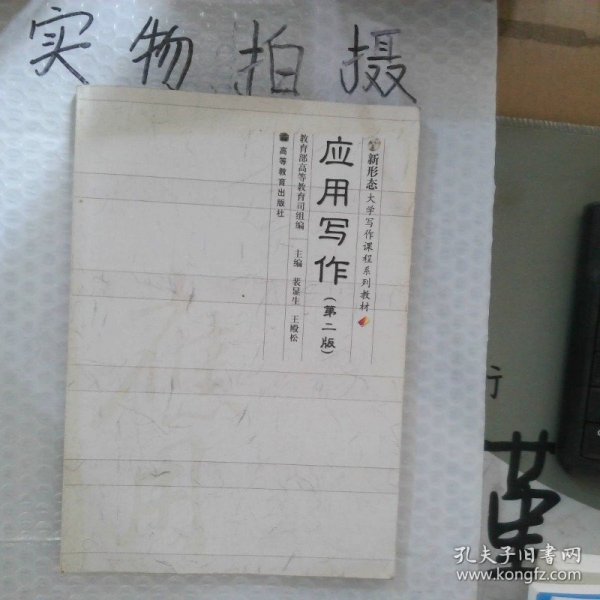 实物拍摄
新形态大学写作课程系列教材
应用写作（第二版）
教育部高等教育司组编
主编 裴显生 王殿松
高等教育出版社
行
孔夫子旧书网
www.kongfz.com